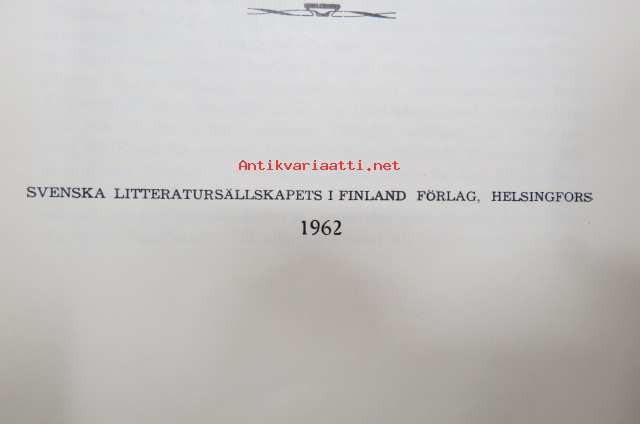 Antikvariaatti.net
SVENSKA LITTERATURSÄLLSKAPETS I FINLAND FÖRLAG, HELSINGFORS
1962